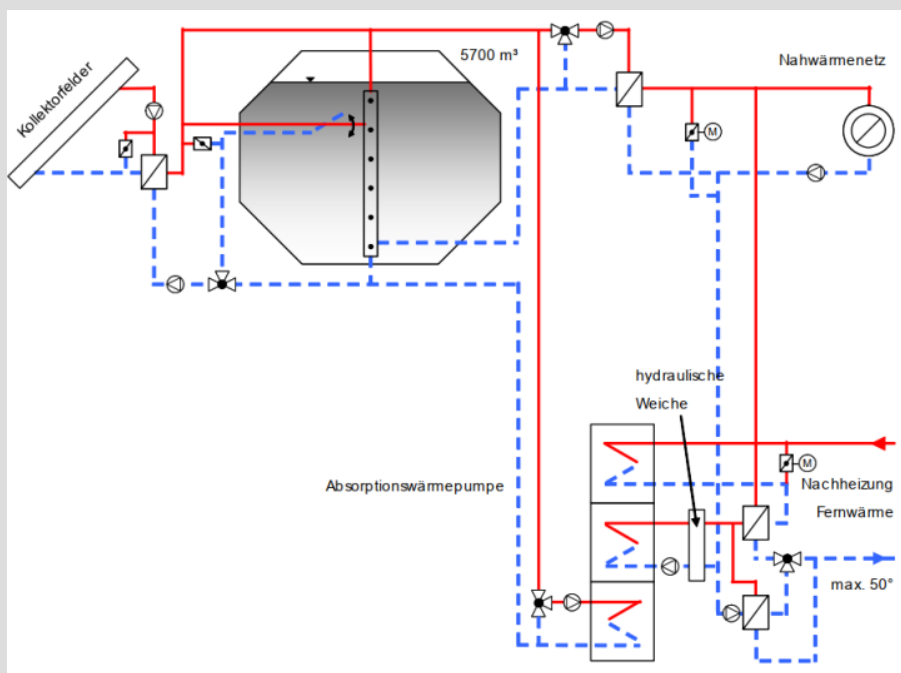 Kollektorfelder
5700 m³
Nahwärmenetz
M
hydraulische
Weiche
Absorptionswärmepumpe
M
Nachheizung
Fernwärme
max. 50°